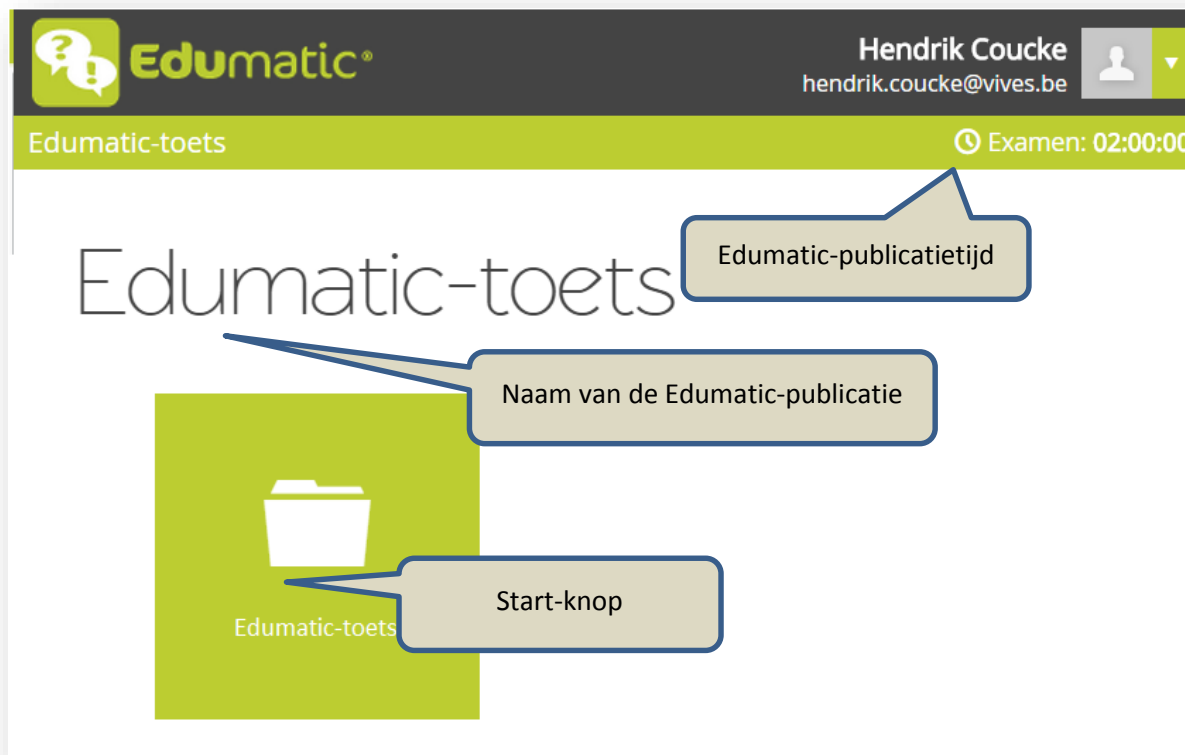 ?
!
Edumatic®
Hendrik Coucke
hendrik.coucke@vives.be
Edumatic-toets
Examen: 02:00:00
Edumatic-publicatietijd
Edumatic-toets
Naam van de Edumatic-publicatie
Start-knop
Edumatic-toets